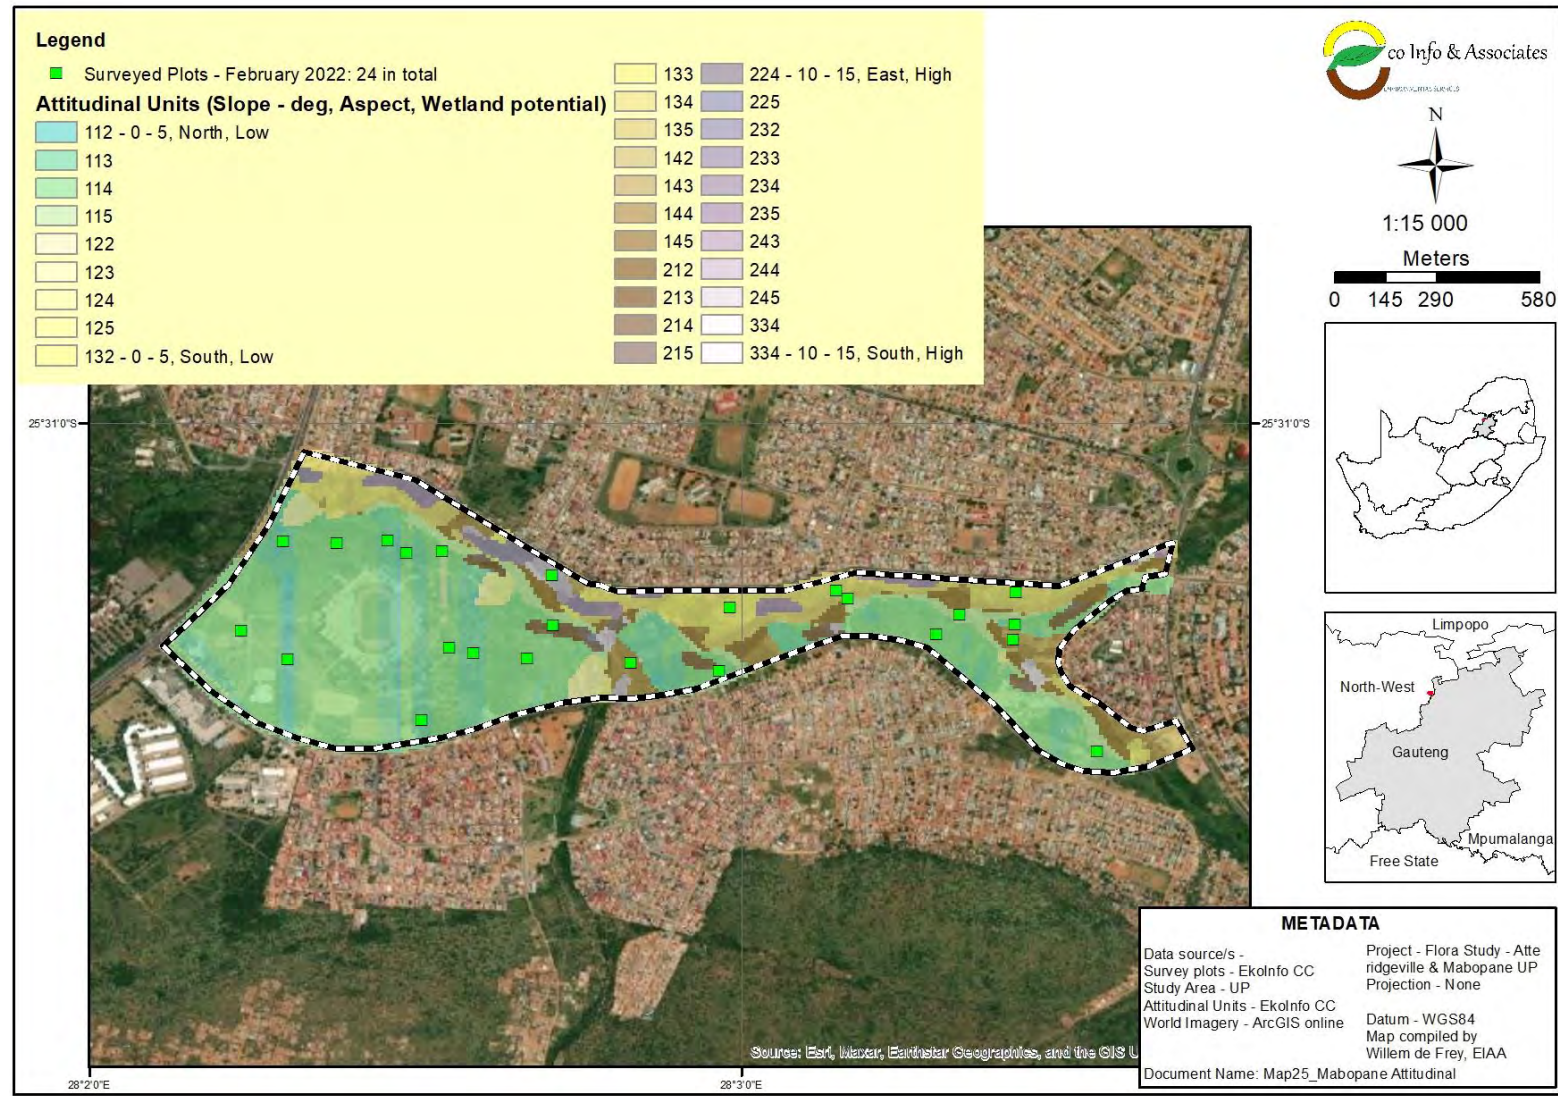 Legend
Surveyed Plots - February 2022: 24 in total
Attitudinal Units (Slope - deg, Aspect, Wetland potential)
112 - 0 - 5, North, Low
113
114
115
122
123
124
125
132 - 0 - 5, South, Low
133
134
135
142
143
144
145
212
213
214
215
224 - 10 - 15, East, High
225
232
233
234
235
243
244
245
334
334 - 10 - 15, South, High
co Info & Associates
N
1:15 000
Meters
0 145 290 580
25°31'0"S
25°31'0"S
Limpopo
North-West
Gauteng
Mpumalanga
Free State
Source: Esri, Maxar, Earthstar Geographics, and the GIS U
28°2'0"E
28°3'0"E
METADATA
Data source/s -
Survey plots - EkoInfo CC
Study Area - UP
Attitudinal Units - EkoInfo CC
World Imagery - ArcGIS online
Project - Flora Study - Atte
ridgeville & Mabopane UP
Projection - None
Datum - WGS84
Map compiled by
Willem de Frey, EIAA
Document Name: Map25_Mabopane Attitudinal